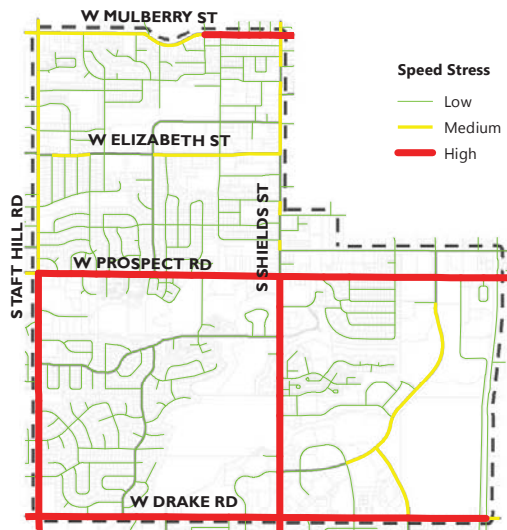 W MULBERRY ST
Speed Stress
Low
Medium
High
W ELIZABETH ST
S TAFT HILL RD
S SHIELDS ST
W PROSPECT RD
W DRAKE RD